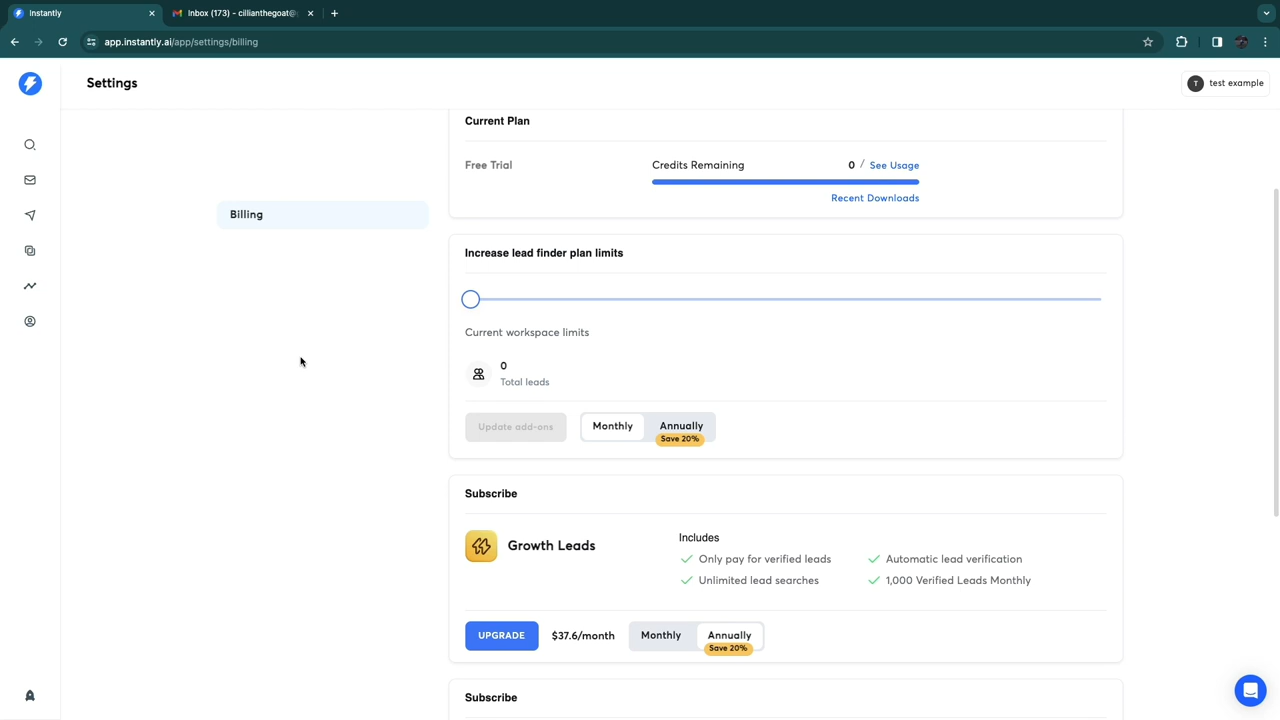 Instantly
Inbox (173) - cillianthegoat@
app.instantly.ai/app/settings/billing
Settings
T test example
Current Plan
Free Trial
Credits Remaining
0 / See Usage
Recent Downloads
Billing
Increase lead finder plan limits
Current workspace limits
0
Total leads
Update add-ons
Monthly
Annually
Save 20%
Subscribe
Growth Leads
Includes
Only pay for verified leads
Automatic lead verification
Unlimited lead searches
1,000 Verified Leads Monthly
UPGRADE
$37.6/month
Monthly
Annually
Save 20%
Subscribe